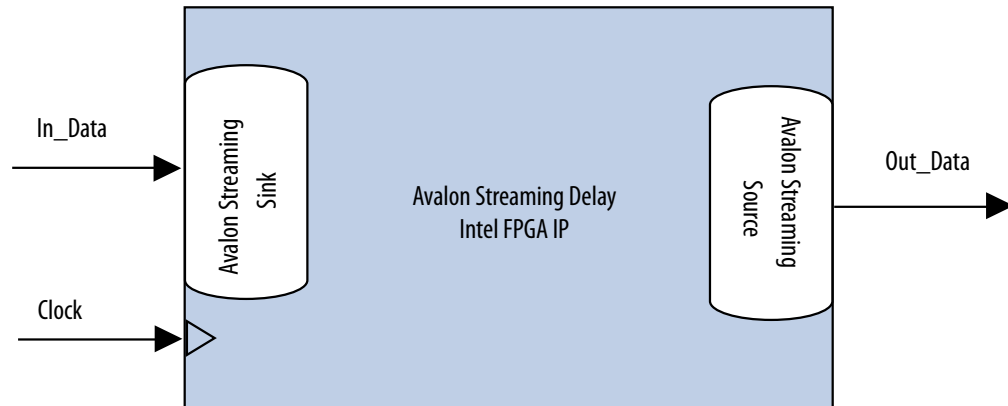 In_Data
Avalon Streaming
Sink
Clock
Avalon Streaming Delay
Intel FPGA IP
Avalon Streaming
Source
Out_Data